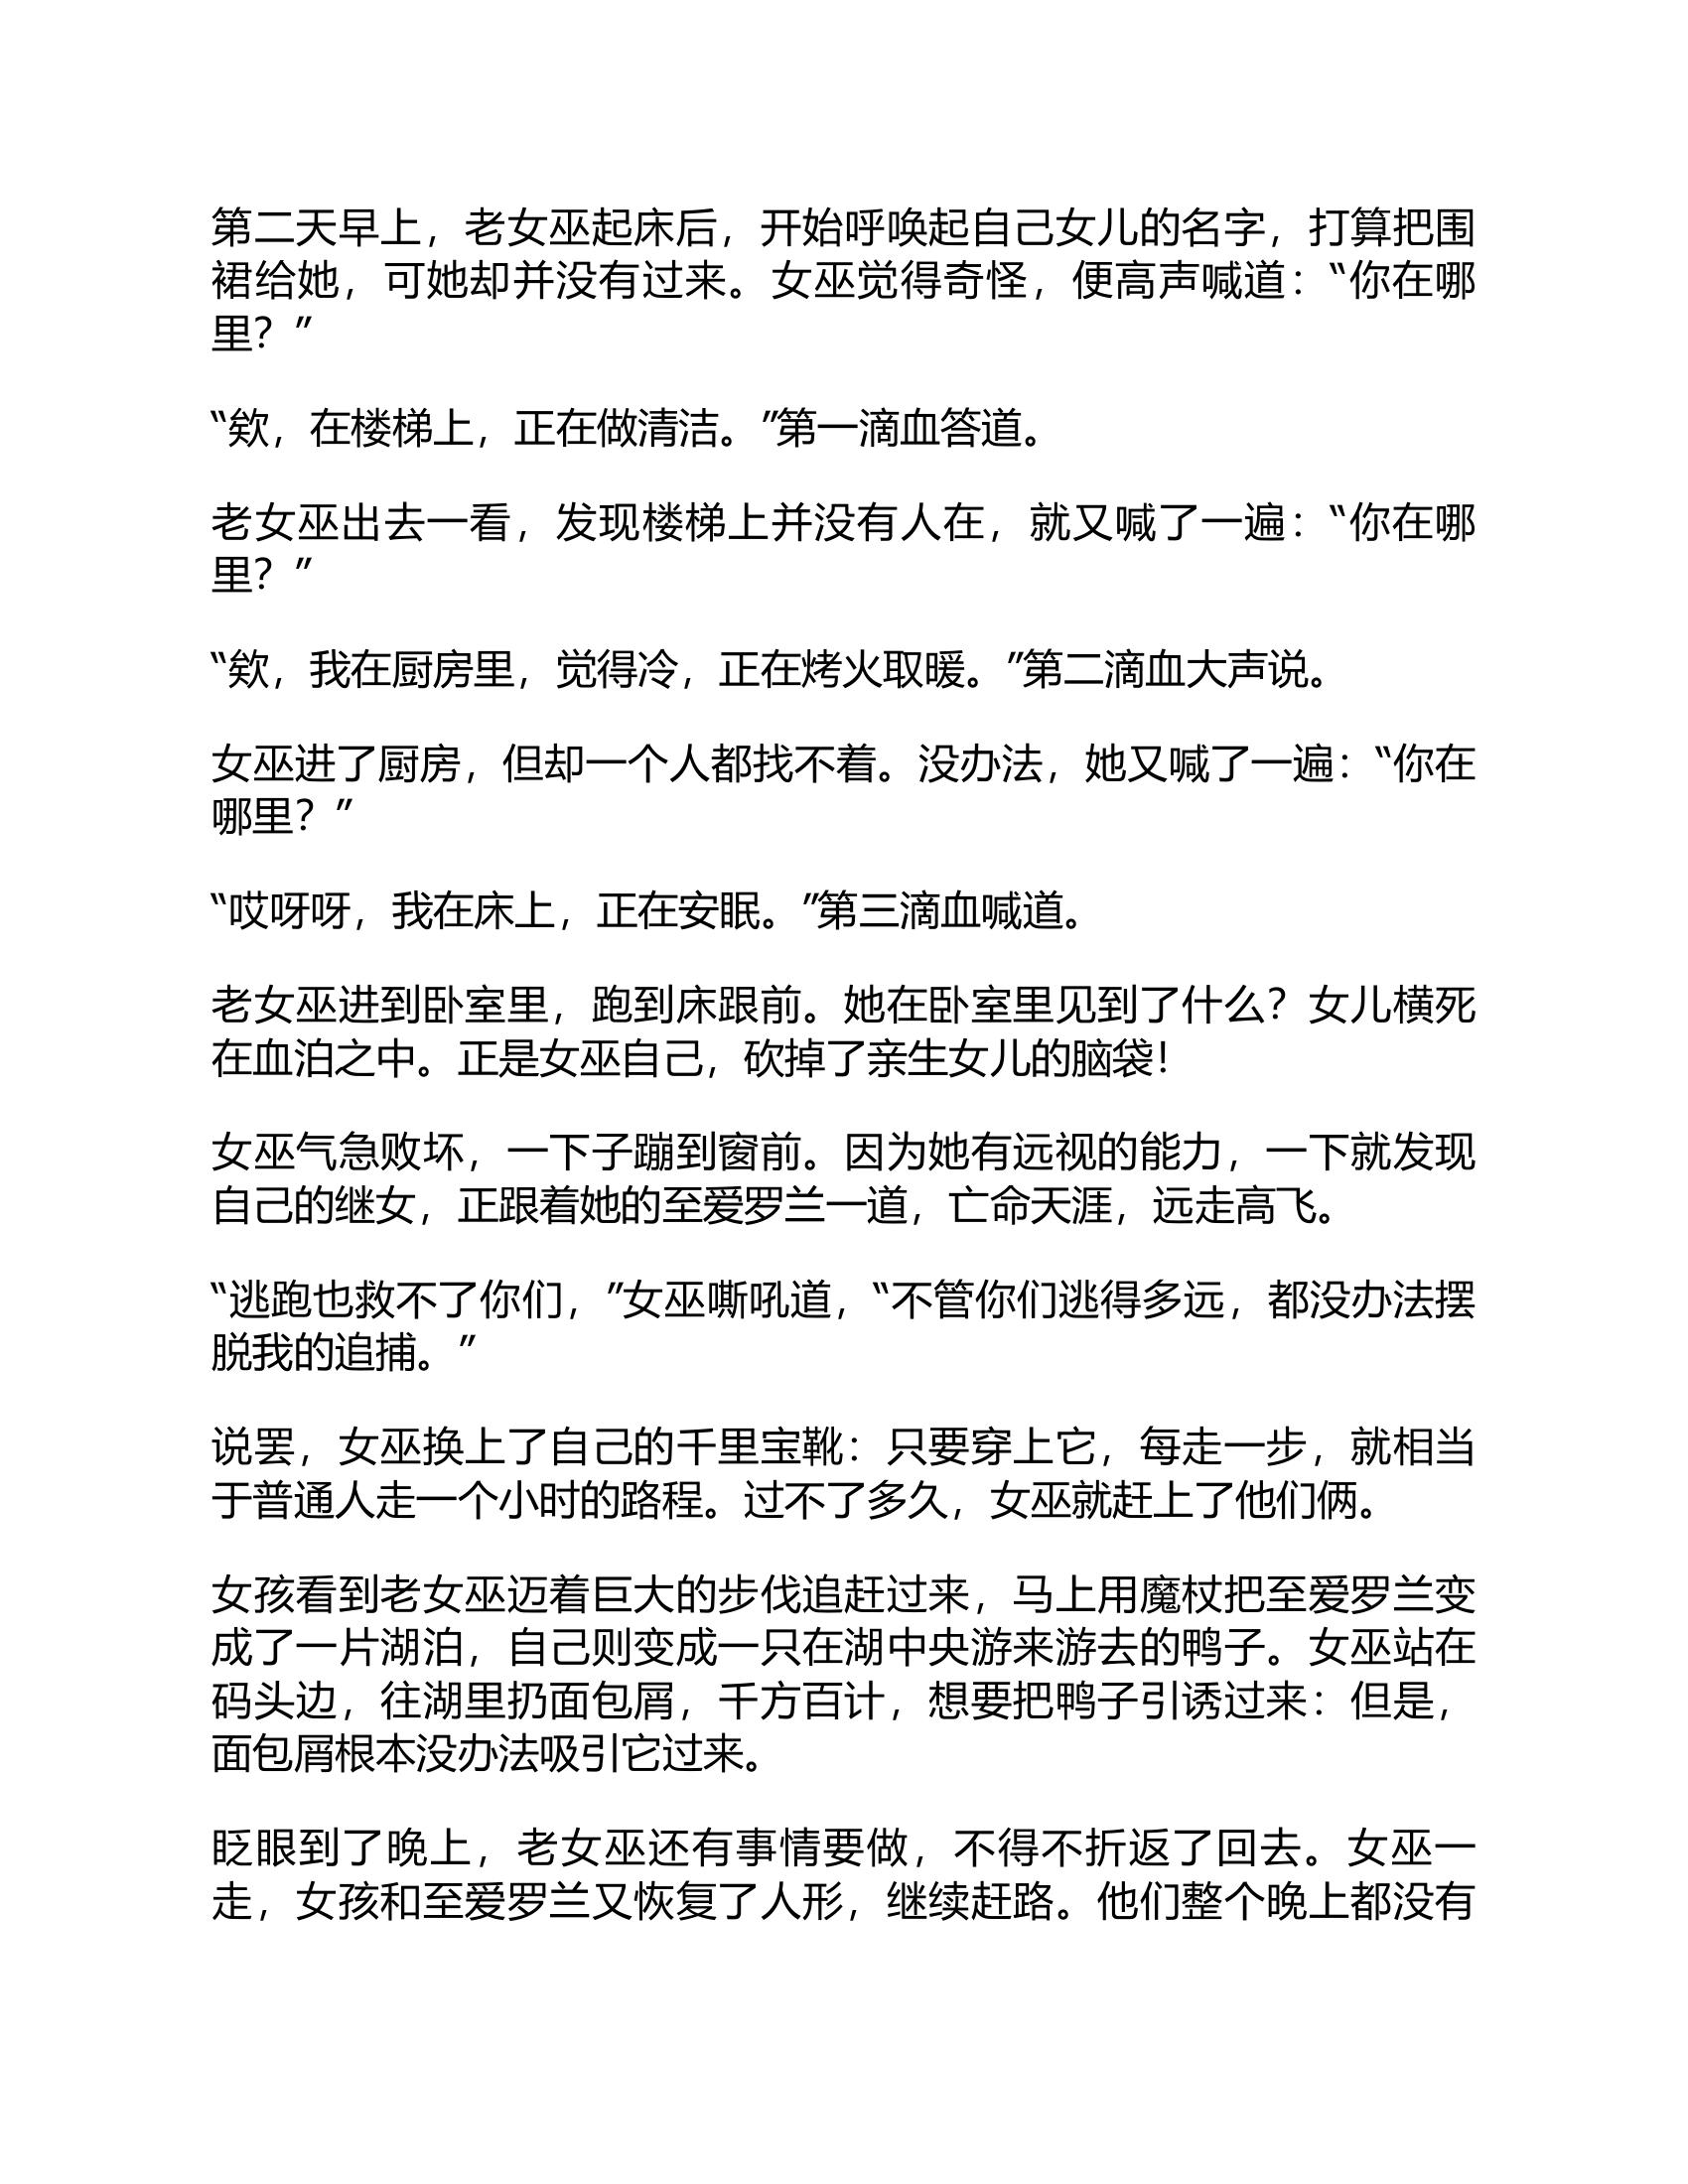 第二天早上，老女巫起床后，开始呼唤起自己女儿的名字，打算把围
裙给她，可她却并没有过来。女巫觉得奇怪，便高声喊道：“你在哪
里？”
“欸，在楼梯上，正在做清洁。”第一滴血答道。
老女巫出去一看，发现楼梯上并没有人在，就又喊了一遍：“你在哪
里？”
“欸，我在厨房里，觉得冷，正在烤火取暖。”第二滴血大声说。
女巫进了厨房，但却一个人都找不着。没办法，她又喊了一遍：“你在
哪里？”
“哎呀呀，我在床上，正在安眠。”第三滴血喊道。
老女巫进到卧室里，跑到床跟前。她在卧室里见到了什么？女儿横死
在血泊之中。正是女巫自己，砍掉了亲生女儿的脑袋！
女巫气急败坏，一下子蹦到窗前。因为她有远视的能力，一下就发现
自己的继女，正跟着她的至爱罗兰一道，亡命天涯，远走高飞。
“逃跑也救不了你们，”女巫嘶吼道，“不管你们逃得多远，都没办法摆
脱我的追捕。”
说罢，女巫换上了自己的千里宝靴：只要穿上它，每走一步，就相当
于普通人走一个小时的路程。过不了多久，女巫就赶上了他们俩。
女孩看到老女巫迈着巨大的步伐追赶过来，马上用魔杖把至爱罗兰变
成了一片湖泊，自己则变成一只在湖中央游来游去的鸭子。女巫站在
码头边，往湖里扔面包屑，千方百计，想要把鸭子引诱过来：但是，
面包屑根本没办法吸引它过来。
眨眼到了晚上，老女巫还有事情要做，不得不折返了回去。女巫一
走，女孩和至爱罗兰又恢复了人形，继续赶路。他们整个晚上都没有